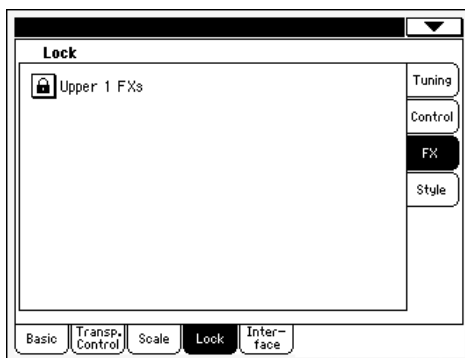 Lock
Upper 1 FXs
Tuning
Control
FX
Style
Basic
Transp.
Control
Scale
Lock
Inter-
face